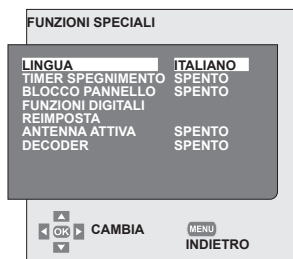 FUNZIONI SPECIALI
LINGUA ITALIANO
TIMER SPEGNIMENTO SPENTO
BLOCCO PANNELLO SPENTO
FUNZIONI DIGITALI
REIMPOSTA
ANTENNA ATTIVA SPENTO
DECODER SPENTO
OK CAMBIA MENU
INDIETRO